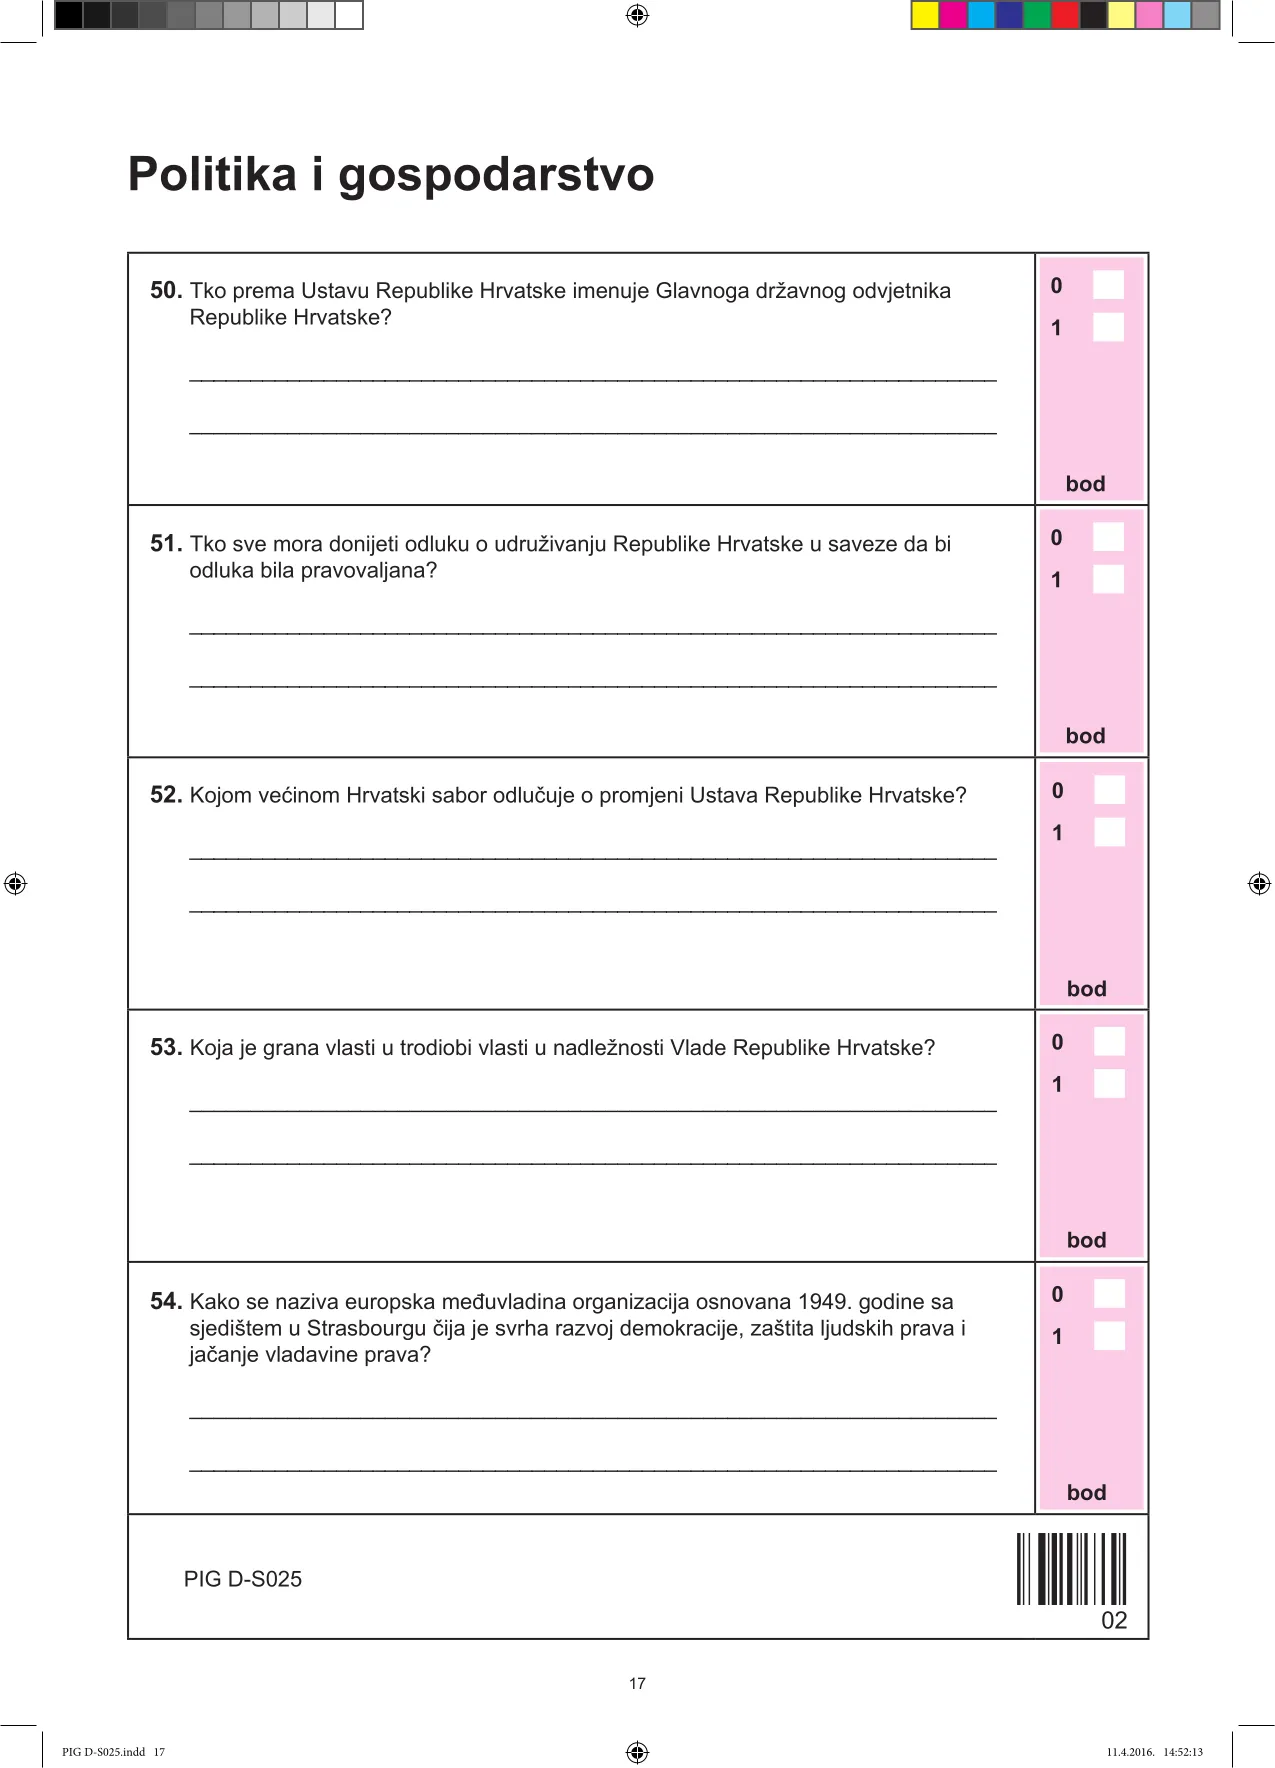 Politika i gospodarstvo
50. Tko prema Ustavu Republike Hrvatske imenuje Glavnoga državnog odvjetnika
Republike Hrvatske?
0
1
bod
51. Tko sve mora donijeti odluku o udruživanju Republike Hrvatske u saveze da bi
odluka bila pravovaljana?
0
1
bod
52. Kojom većinom Hrvatski sabor odlučuje o promjeni Ustava Republike Hrvatske?
0
1
bod
53. Koja je grana vlasti u trodiobi vlasti u nadležnosti Vlade Republike Hrvatske?
0
1
bod
54. Kako se naziva europska međuvladina organizacija osnovana 1949. godine sa
sjedištem u Strasbourgu čija je svrha razvoj demokracije, zaštita ljudskih prava i
jačanje vladavine prava?
0
1
bod
PIG D-S025
02
17
PIG D-S025.indd 17
11.4.2016. 14:52:13